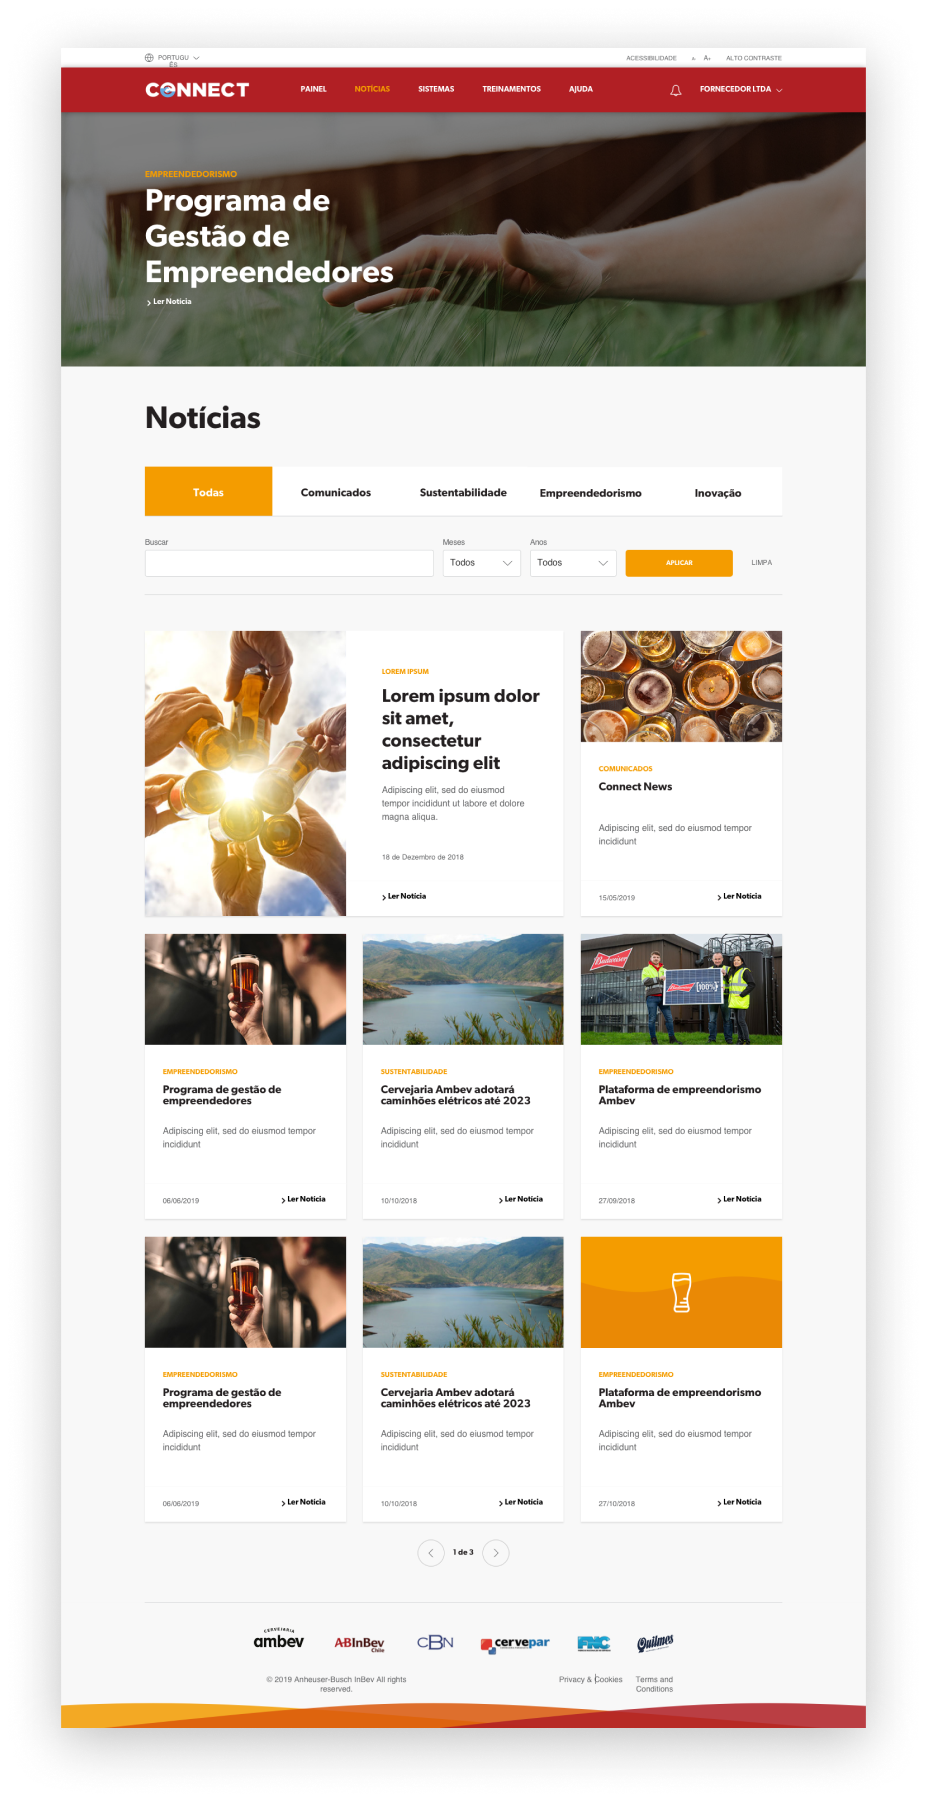 PORTUGU
ÊS
ACESSIBILIDADE A- A+ ALTO CONTRASTE
CONNECT PAINEL NOTÍCIAS SISTEMAS TREINAMENTOS AJUDA FORNECEDOR LTDA
EMPREENDEDORISMO
Programa de
Gestão de
Empreendedores
Ler Notícia
Notícias
Todas Comunicados Sustentabilidade Empreendedorismo Inovação
Buscar Meses Anos
Todos Todos APLICAR LIMPA
LOREM IPSUM
Lorem ipsum dolor
sit amet,
consectetur
adipiscing elit
Adipiscing elit, sed do eiusmod
tempor incididunt ut labore et dolore
magna aliqua.
18 de Dezembro de 2018
Ler Notícia
COMUNICADOS
Connect News
Adipiscing elit, sed do eiusmod tempor
incididunt
15/05/2019 Ler Notícia
EMPREENDEDORISMO
Programa de gestão de
empreendedores
Adipiscing elit, sed do eiusmod tempor
incididunt
06/06/2019 Ler Notícia
SUSTENTABILIDADE
Cervejaria Ambev adotará
caminhões elétricos até 2023
Adipiscing elit, sed do eiusmod tempor
incididunt
10/10/2018 Ler Notícia
Budweiser
100%
EMPREENDEDORISMO
Plataforma de empreendorismo
Ambev
Adipiscing elit, sed do eiusmod tempor
incididunt
27/09/2018 Ler Notícia
EMPREENDEDORISMO
Programa de gestão de
empreendedores
Adipiscing elit, sed do eiusmod tempor
incididunt
06/06/2019 Ler Notícia
SUSTENTABILIDADE
Cervejaria Ambev adotará
caminhões elétricos até 2023
Adipiscing elit, sed do eiusmod tempor
incididunt
10/10/2018 Ler Notícia
EMPREENDEDORISMO
Plataforma de empreendorismo
Ambev
Adipiscing elit, sed do eiusmod tempor
incididunt
27/10/2018 Ler Notícia
1 de 3
CERVEJARIA
ambev
ABInBev
Chile
CBN
cervepar
FNC
Quilmes
© 2019 Anheuser-Busch InBev All rights
reserved.
Privacy & Cookies
Terms and
Conditions